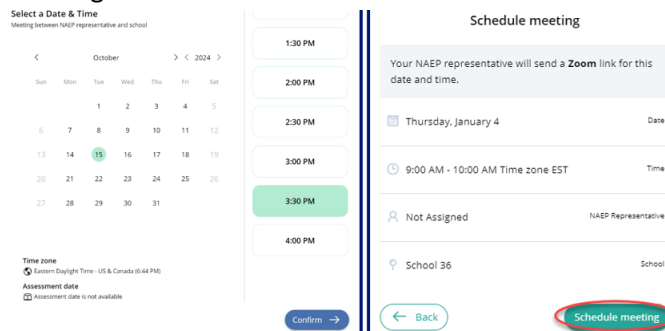 Select a Date & Time
Meeting between NAEP representative and school
October 2024
Sun Mon Tue Wed Thu Fri Sat
1 2 3 4 5
6 7 8 9 10 11 12
13 14 15 16 17 18 19
20 21 22 23 24 25 26
27 28 29 30 31
Time zone
Eastern Daylight Time - US & Canada (6:44 PM)
Assessment date
Assessment date is not available
1:30 PM
2:00 PM
2:30 PM
3:00 PM
3:30 PM
4:00 PM
Confirm
Schedule meeting
Your NAEP representative will send a Zoom link for this
date and time.
Thursday, January 4 Date
9:00 AM - 10:00 AM Time zone EST Time
Not Assigned NAEP Representative
School 36 School
Back
Schedule meeting